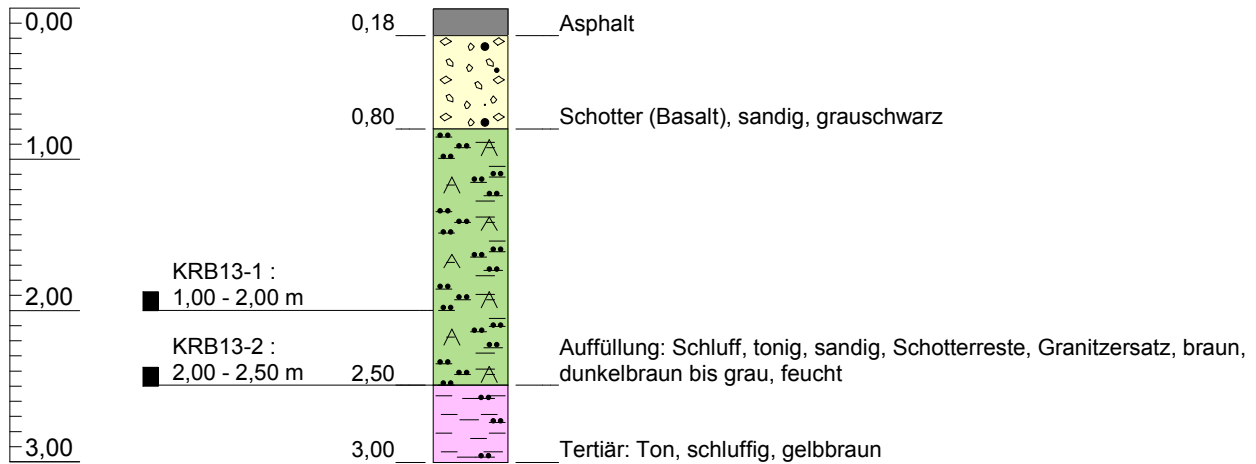 0,00
0,18
Asphalt
0,80
Schotter (Basalt), sandig, grauschwarz
1,00
KRB13-1 :
1,00 - 2,00 m
2,00
KRB13-2 :
2,00 - 2,50 m
2,50
Auffüllung: Schluff, tonig, sandig, Schotterreste, Granitzersatz, braun,
dunkelbraun bis grau, feucht
3,00
3,00
Tertiär: Ton, schluffig, gelbbraun